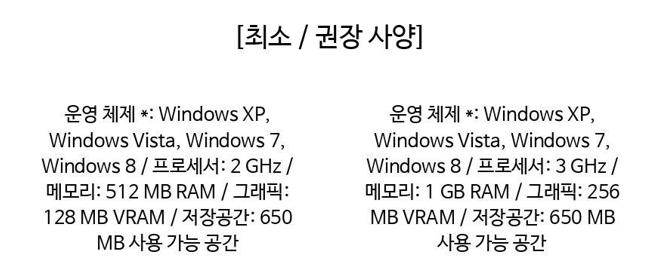 [최소 / 권장 사양]
운영 체제 *: Windows XP,
Windows Vista, Windows 7,
Windows 8 / 프로세서: 2 GHz /
메모리: 512 MB RAM / 그래픽:
128 MB VRAM / 저장공간: 650
MB 사용 가능 공간
운영 체제 *: Windows XP,
Windows Vista, Windows 7,
Windows 8 / 프로세서: 3 GHz /
메모리: 1 GB RAM / 그래픽: 256
MB VRAM / 저장공간: 650 MB
사용 가능 공간